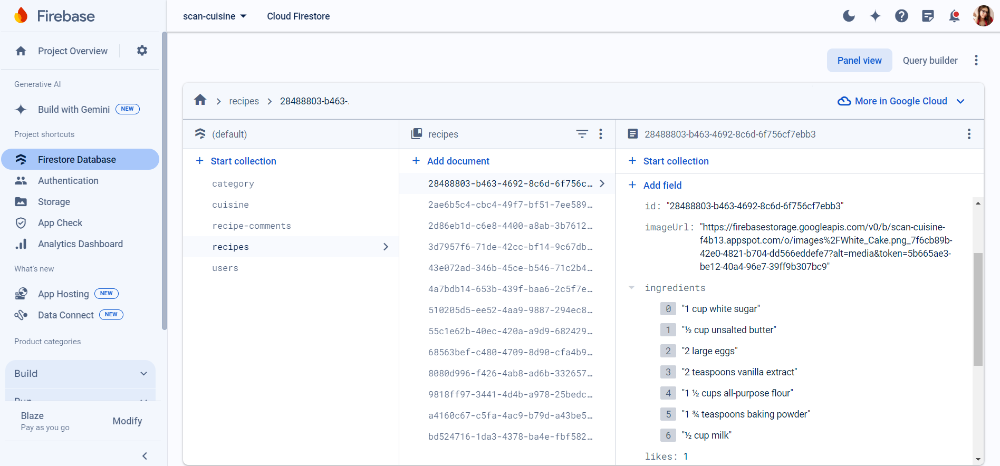 Firebase
scan-cuisine
Cloud Firestore
Project Overview
Generative AI
Build with Gemini NEW
Project shortcuts
Firestore Database
Authentication
Storage
App Check
Analytics Dashboard
What's new
App Hosting NEW
Data Connect NEW
Product categories
Build
Blaze
Pay as you go
Modify
Panel view
Query builder
recipes
28488803-b463-
More in Google Cloud
(default)
Start collection
category
cuisine
recipe-comments
recipes
users
recipes
Add document
28488803-b463-4692-8c6d-6f756c…
2ae6b5c4-cbc4-49f7-bf51-7ee589…
2d86eb1d-c6e8-4400-a8ab-3b7612…
3d7957f6-71de-42cc-bf14-9c67db…
43e072ad-346b-45ce-b546-71c2b4…
4a7bdb14-653b-439f-baa6-2c5f7e…
510205d5-ee52-4aa9-9887-294ec8…
55c1e62b-40ec-420a-a9d9-682429…
68563bef-c480-4709-8d90-cfa4b9…
8080d996-f426-4ab8-ad6b-332657…
9818ff97-3441-4d4b-a978-25bedc…
a4160c67-c5fa-4ac9-b79d-a43be5…
bd524716-1da3-4378-ba4e-fbf582…
28488803-b463-4692-8c6d-6f756cf7ebb3
Start collection
Add field
id: "28488803-b463-4692-8c6d-6f756cf7ebb3"
imageUrl: "https://firebasestorage.googleapis.com/v0/b/scan-cuisine-
f4b13.appspot.com/o/images%2FWhite_Cake.png_7f6cb89b-
42e0-4821-b704-dd566eddefe7?alt=media&token=5b665ae3-
be12-40a4-96e7-39ff9b307bc9"
ingredients
0 "1 cup white sugar"
1 "½ cup unsalted butter"
2 "2 large eggs"
3 "2 teaspoons vanilla extract"
4 "1 ½ cups all-purpose flour"
5 "1 ¾ teaspoons baking powder"
6 "½ cup milk"
likes: 1